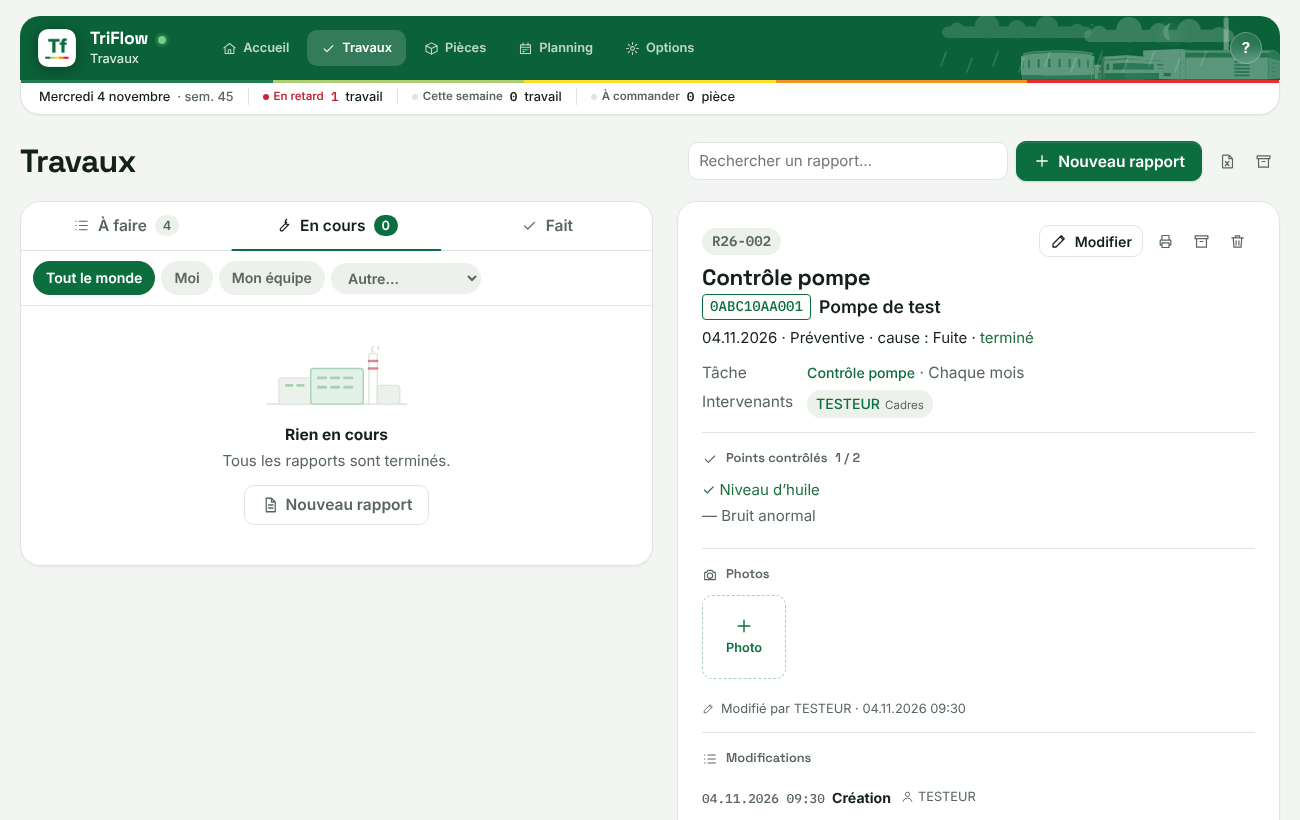 Tf
TriFlow
Travaux
Accueil
Travaux
Pièces
Planning
Options
?
Mercredi 4 novembre · sem. 45
En retard 1 travail
Cette semaine 0 travail
À commander 0 pièce
Travaux
Rechercher un rapport...
+ Nouveau rapport
À faire 4
En cours 0
Fait
Tout le monde
Moi
Mon équipe
Autre...
Rien en cours
Tous les rapports sont terminés.
Nouveau rapport
R26-002
Modifier
Contrôle pompe
0ABC10AA001 Pompe de test
04.11.2026 · Préventive · cause : Fuite · terminé
Tâche Contrôle pompe · Chaque mois
Intervenants TESTEUR Cadres
Points contrôlés 1 / 2
✓ Niveau d’huile
— Bruit anormal
Photos
+
Photo
Modifié par TESTEUR · 04.11.2026 09:30
Modifications
04.11.2026 09:30 Création TESTEUR